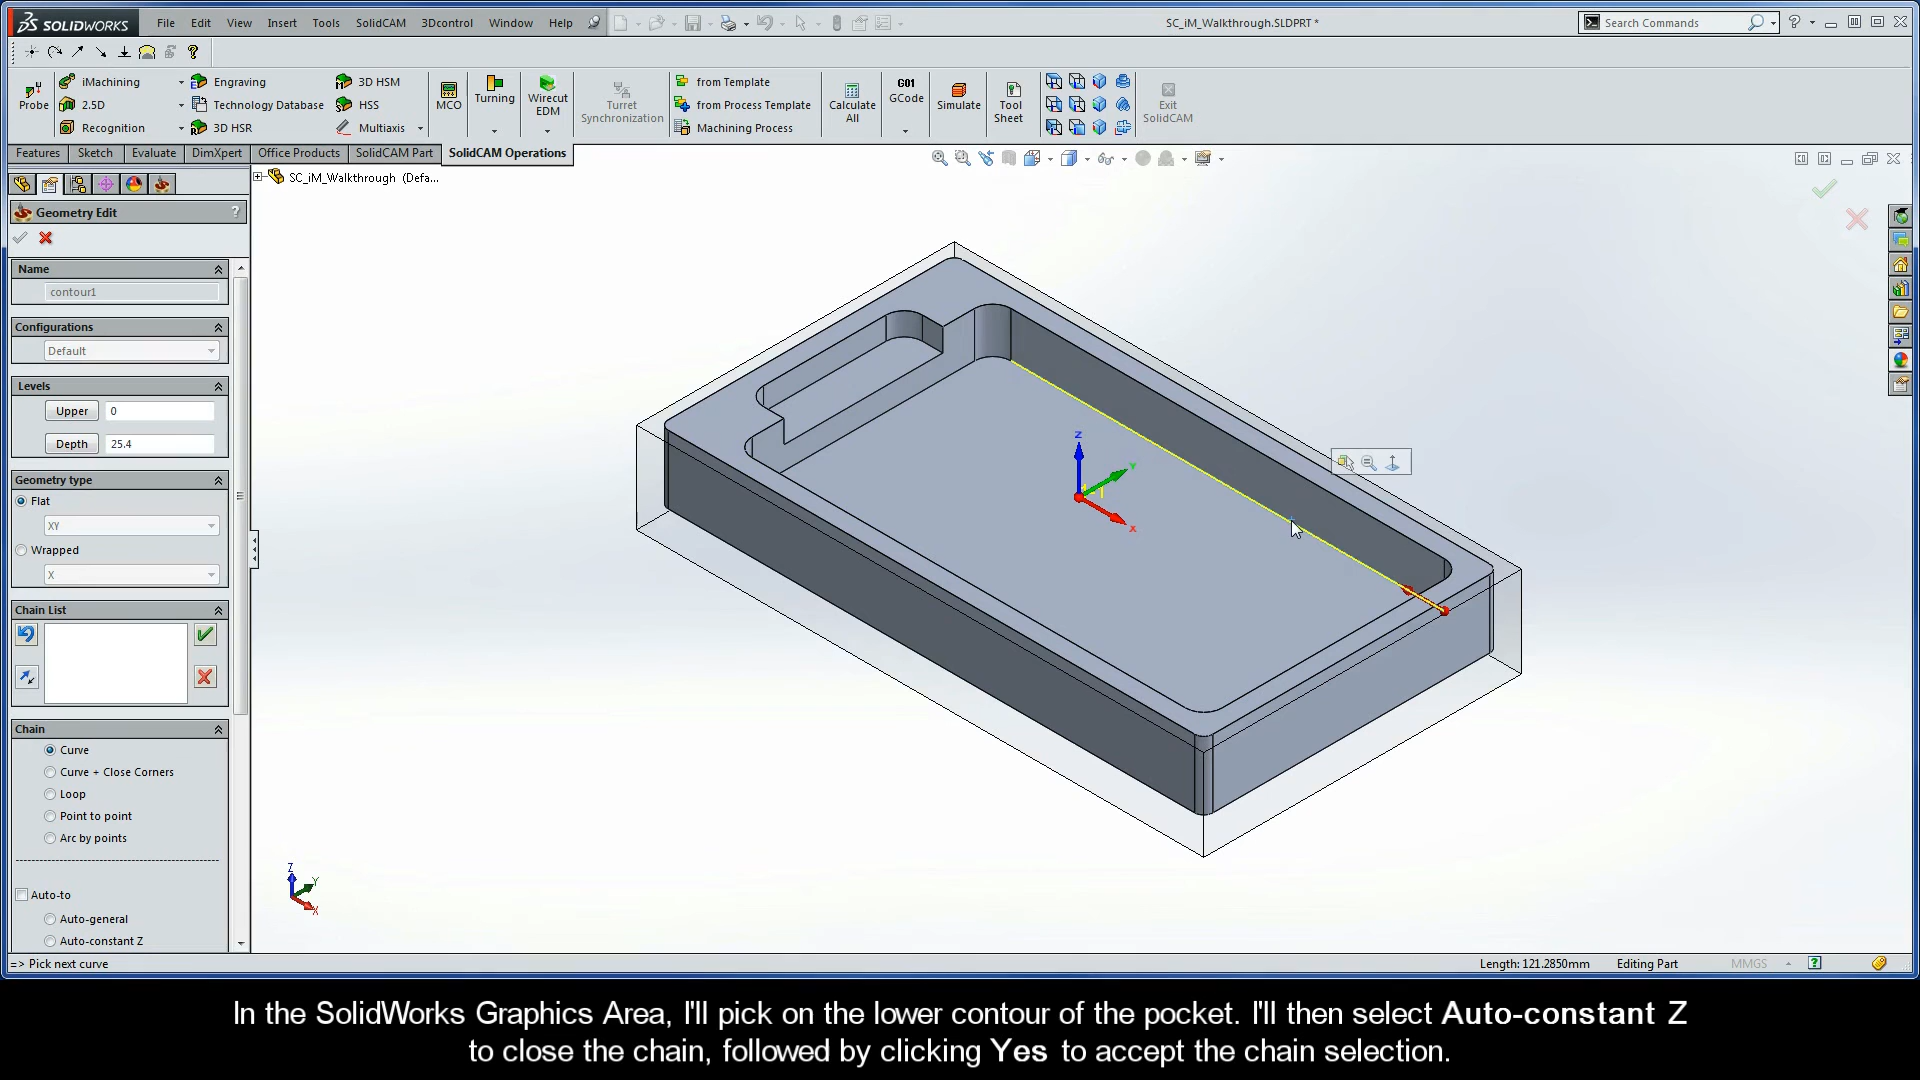 SOLIDWORKS File Edit View Insert Tools SolidCAM 3Dcontrol Window Help SC_iM_Walkthrough.SLDPRT * Search Commands
iMachining Engraving 3D HSM from Template
Probe 2.5D Technology Database HSS MCO Turning Wirecut EDM Turret Synchronization from Process Template Calculate All G01 GCode Simulate Tool Sheet Exit SolidCAM
Recognition 3D HSR Multiaxis Machining Process
Features Sketch Evaluate DimXpert Office Products SolidCAM Part SolidCAM Operations
SC_iM_Walkthrough (Defa...
Geometry Edit ?
Name
contour1
Configurations
Default
Levels
Upper 0
Depth 25.4
Geometry type
Flat
XY
Wrapped
X
Chain List
Chain
Curve
Curve + Close Corners
Loop
Point to point
Arc by points
Auto-to
Auto-general
Auto-constant Z
Z
Y
X
Z
Y
X
=> Pick next curve Length: 121.2850mm Editing Part MMGS
In the SolidWorks Graphics Area, I'll pick on the lower contour of the pocket. I'll then select Auto-constant Z
to close the chain, followed by clicking Yes to accept the chain selection.